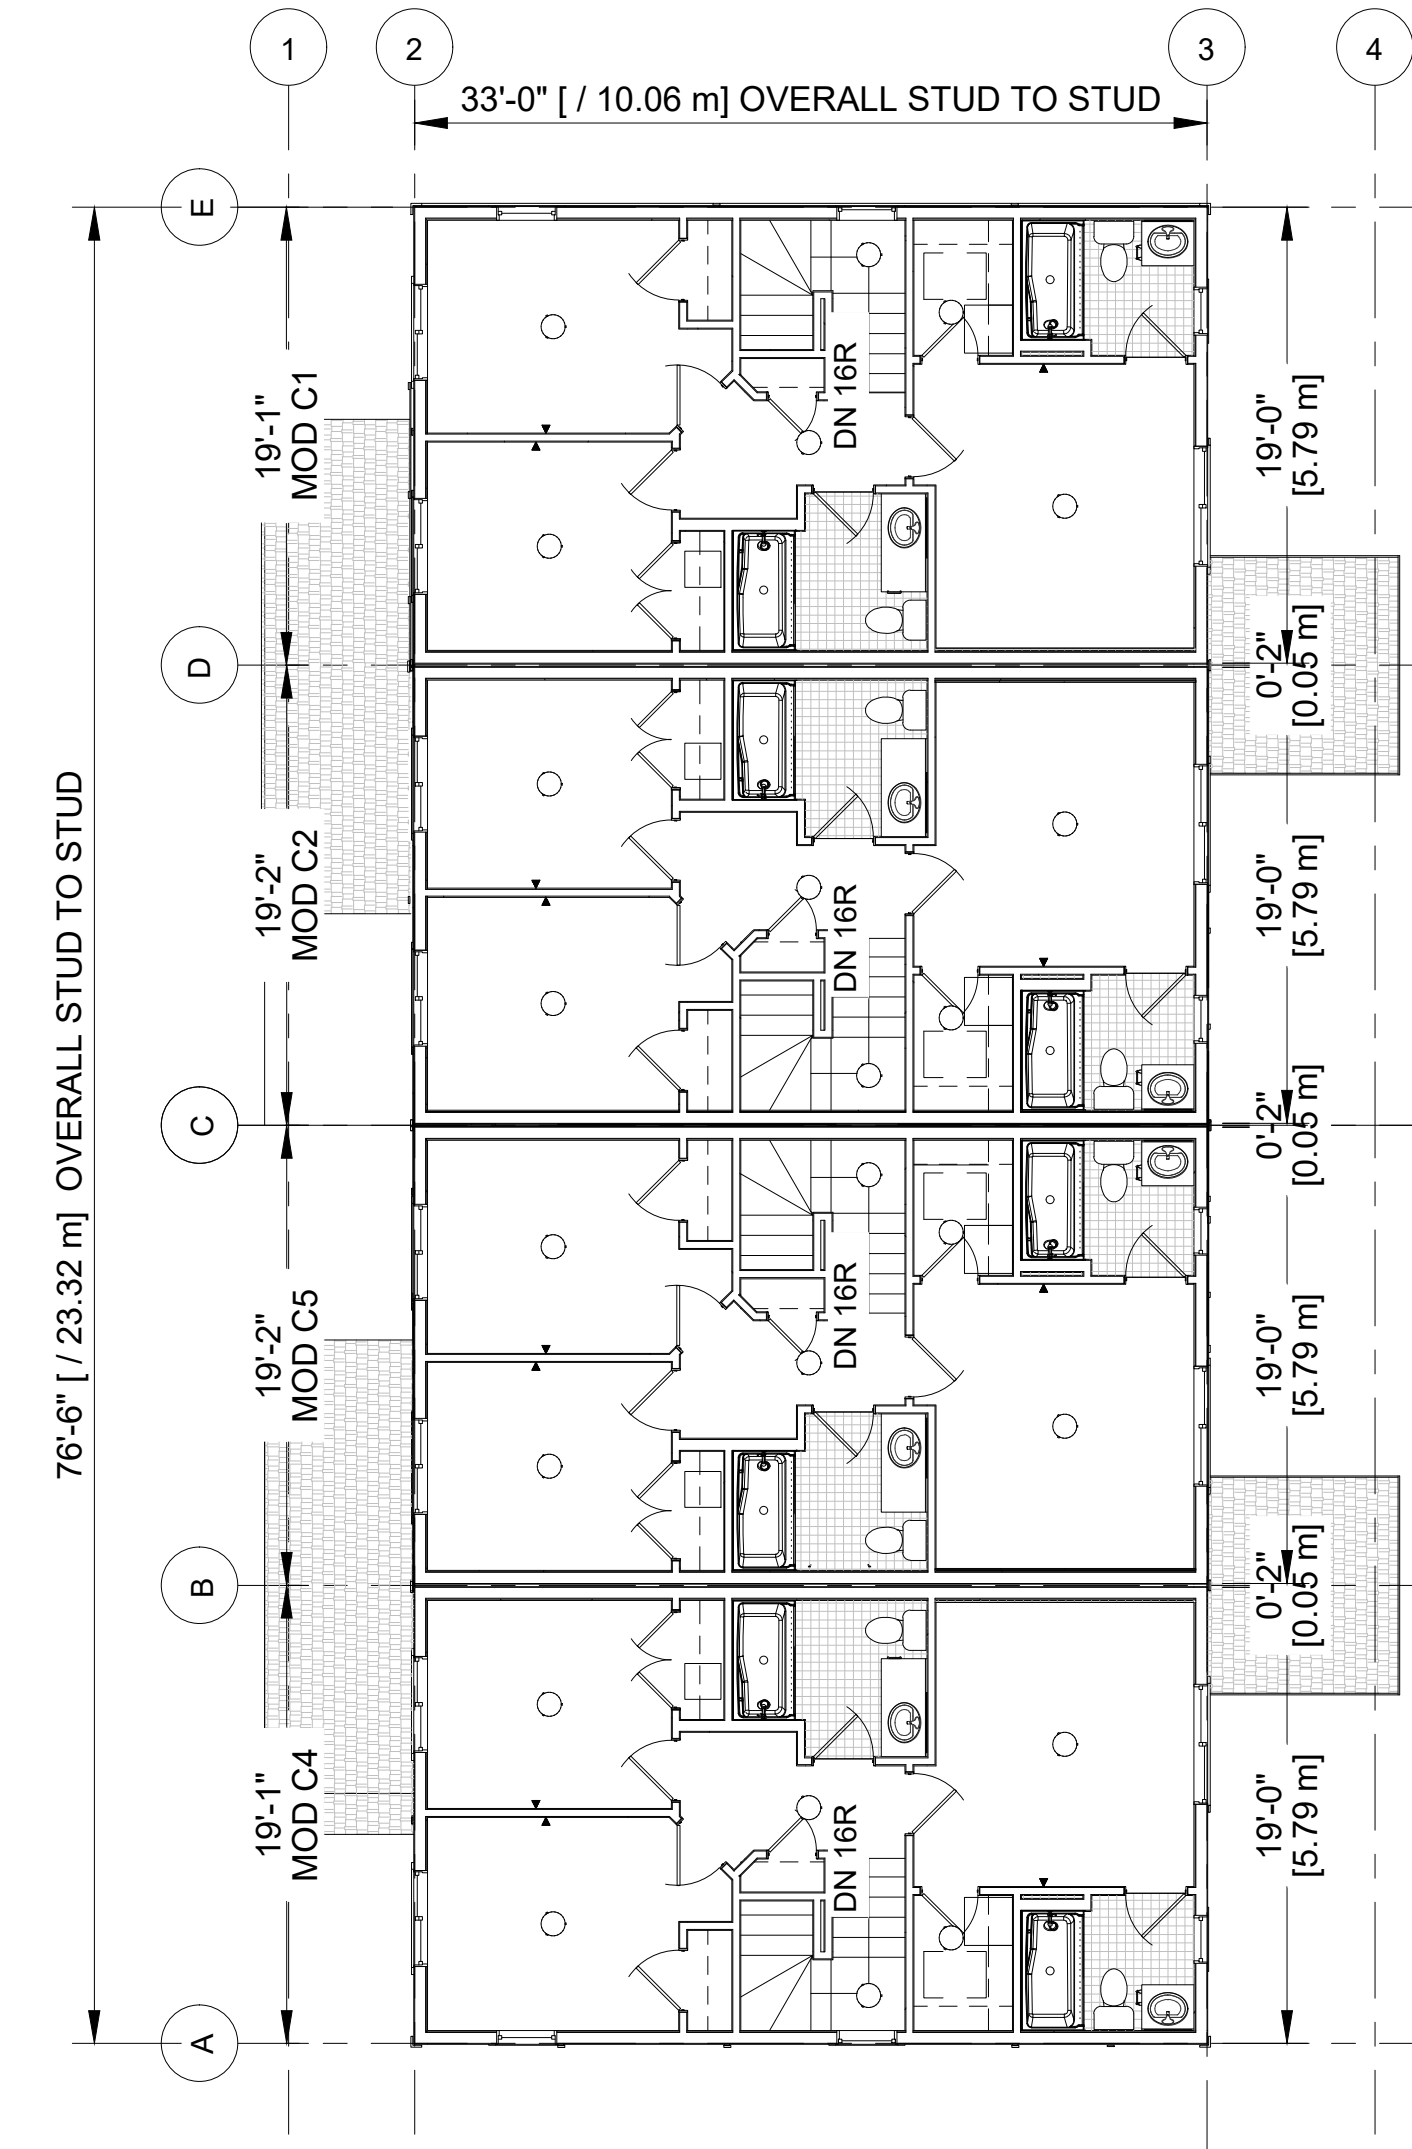 1
2
3
4
33'-0" [ / 10.06 m] OVERALL STUD TO STUD
E
D
C
B
A
76'-6" [ / 23.32 m] OVERALL STUD TO STUD
19'-1"
MOD C1
19'-2"
MOD C2
19'-2"
MOD C5
19'-1"
MOD C4
DN 16R
DN 16R
DN 16R
DN 16R
19'-0"
[5.79 m]
0'-2"
[0.05 m]
19'-0"
[5.79 m]
0'-2"
[0.05 m]
19'-0"
[5.79 m]
0'-2"
[0.05 m]
19'-0"
[5.79 m]